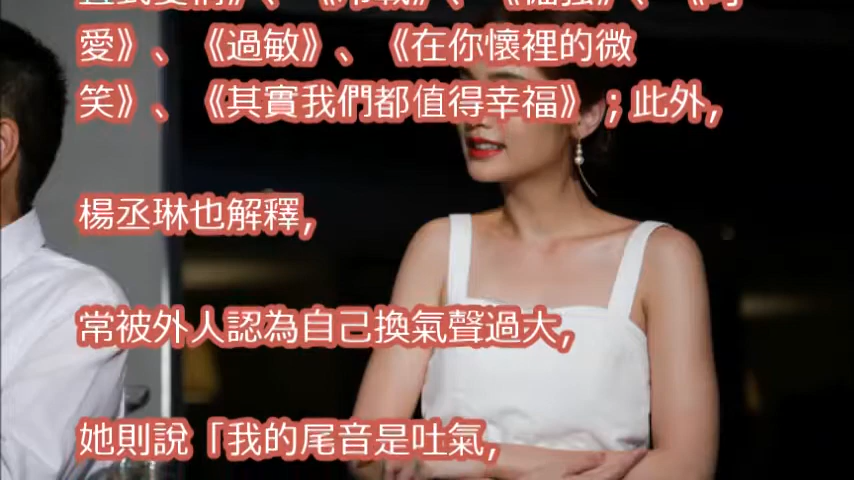 愛》、《過敏》、《在你懷裡的微
笑》、《其實我們都值得幸福》；此外，
楊丞琳也解釋，
常被外人認為自己換氣聲過大，
她則說「我的尾音是吐氣，